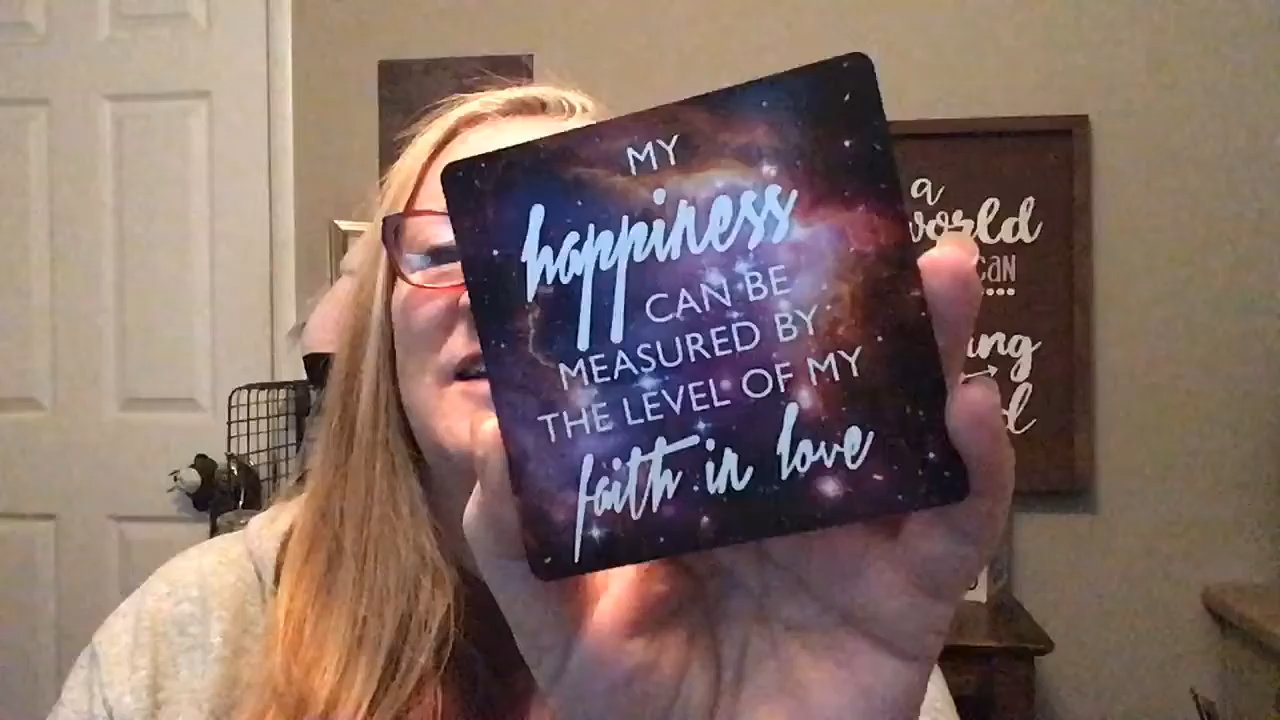 MY
happiness
CAN BE
MEASURED BY
THE LEVEL OF MY
faith in love
a
world
CAN